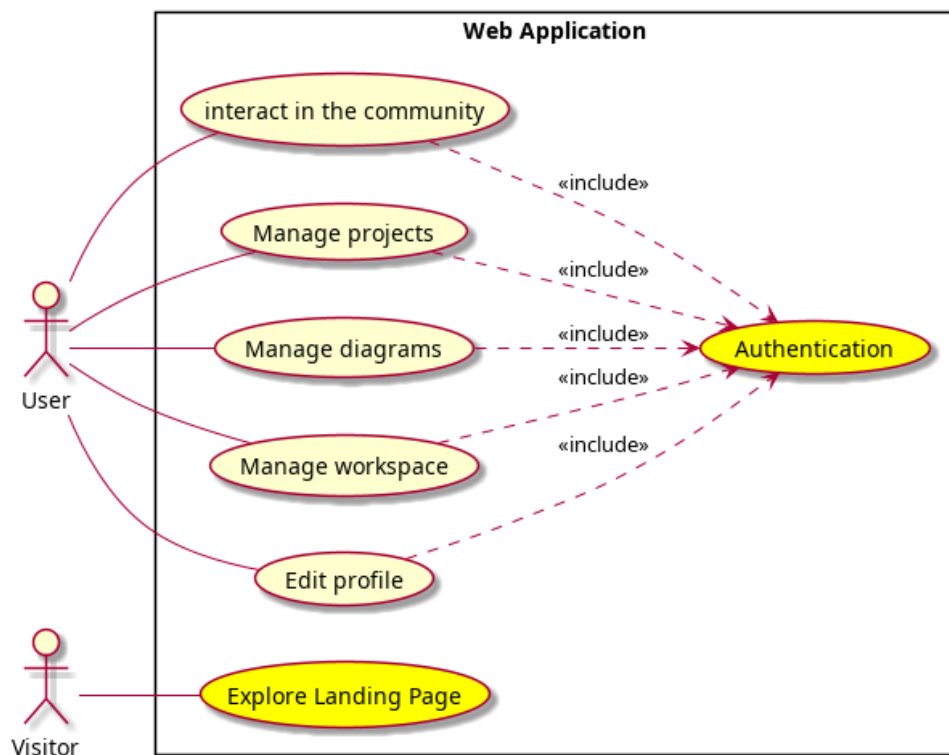 Web Application
interact in the community
«include»
Manage projects
«include»
Manage diagrams
«include»
Authentication
User
«include»
Manage workspace
«include»
Edit profile
Explore Landing Page
Visitor